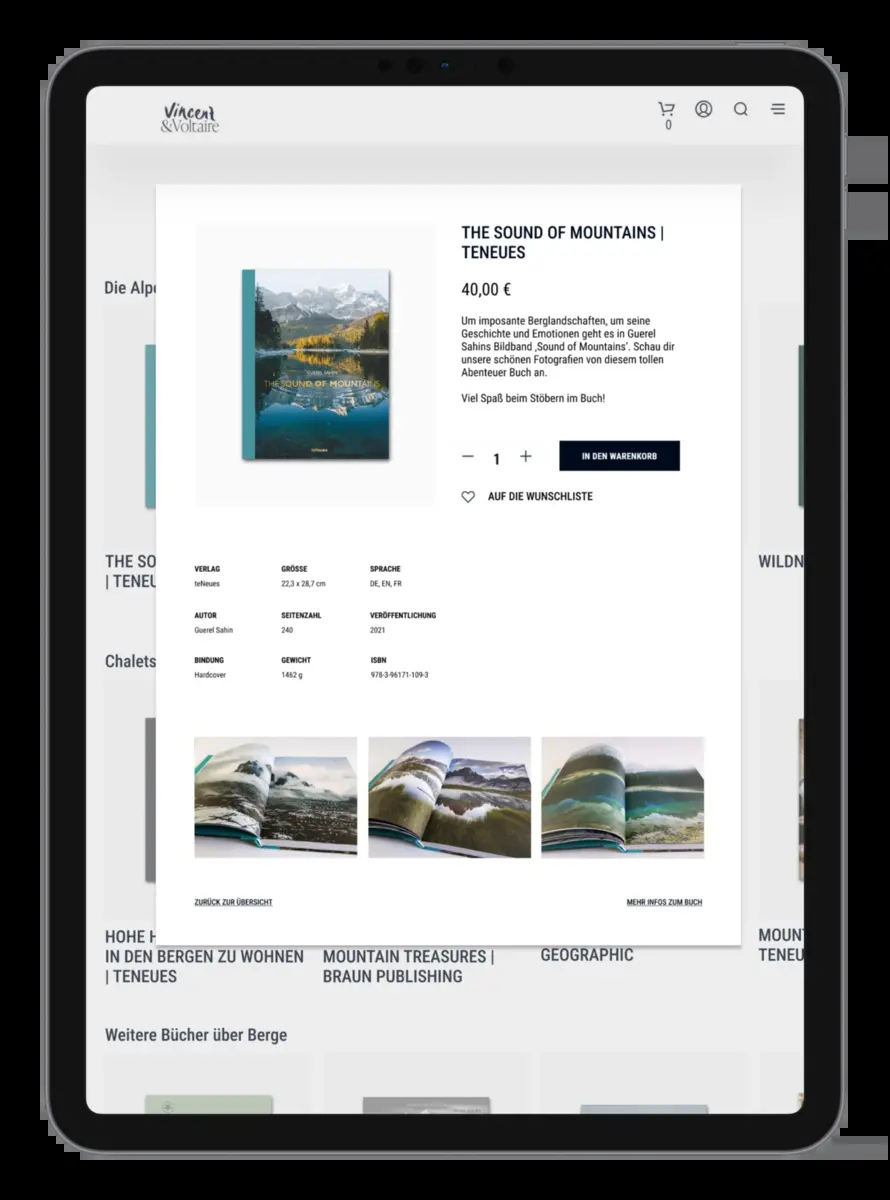 Vincent
&Voltaire
0
THE SOUND OF MOUNTAINS |
TENEUES
40,00 €
Um imposante Berglandschaften, um seine
Geschichte und Emotionen geht es in Guerel
Sahins Bildband ‚Sound of Mountains'. Schau dir
unsere schönen Fotografien von diesem tollen
Abenteuer Buch an.
Viel Spaß beim Stöbern im Buch!
GUEREL SAHIN
THE SOUND OF MOUNTAINS
teNeues
1
IN DEN WARENKORB
AUF DIE WUNSCHLISTE
VERLAG
teNeues
GRÖSSE
22,3 x 28,7 cm
SPRACHE
DE, EN, FR
AUTOR
Guerel Sahin
SEITENZAHL
240
VERÖFFENTLICHUNG
2021
BINDUNG
Hardcover
GEWICHT
1462 g
ISBN
978-3-96171-109-3
ZURÜCK ZUR ÜBERSICHT
MEHR INFOS ZUM BUCH
Die Alpe
THE SO
| TENEU
WILDN
Chalets
HOHE H
IN DEN BERGEN ZU WOHNEN
| TENEUES
MOUNTAIN TREASURES |
BRAUN PUBLISHING
GEOGRAPHIC
MOUN
TENEU
Weitere Bücher über Berge